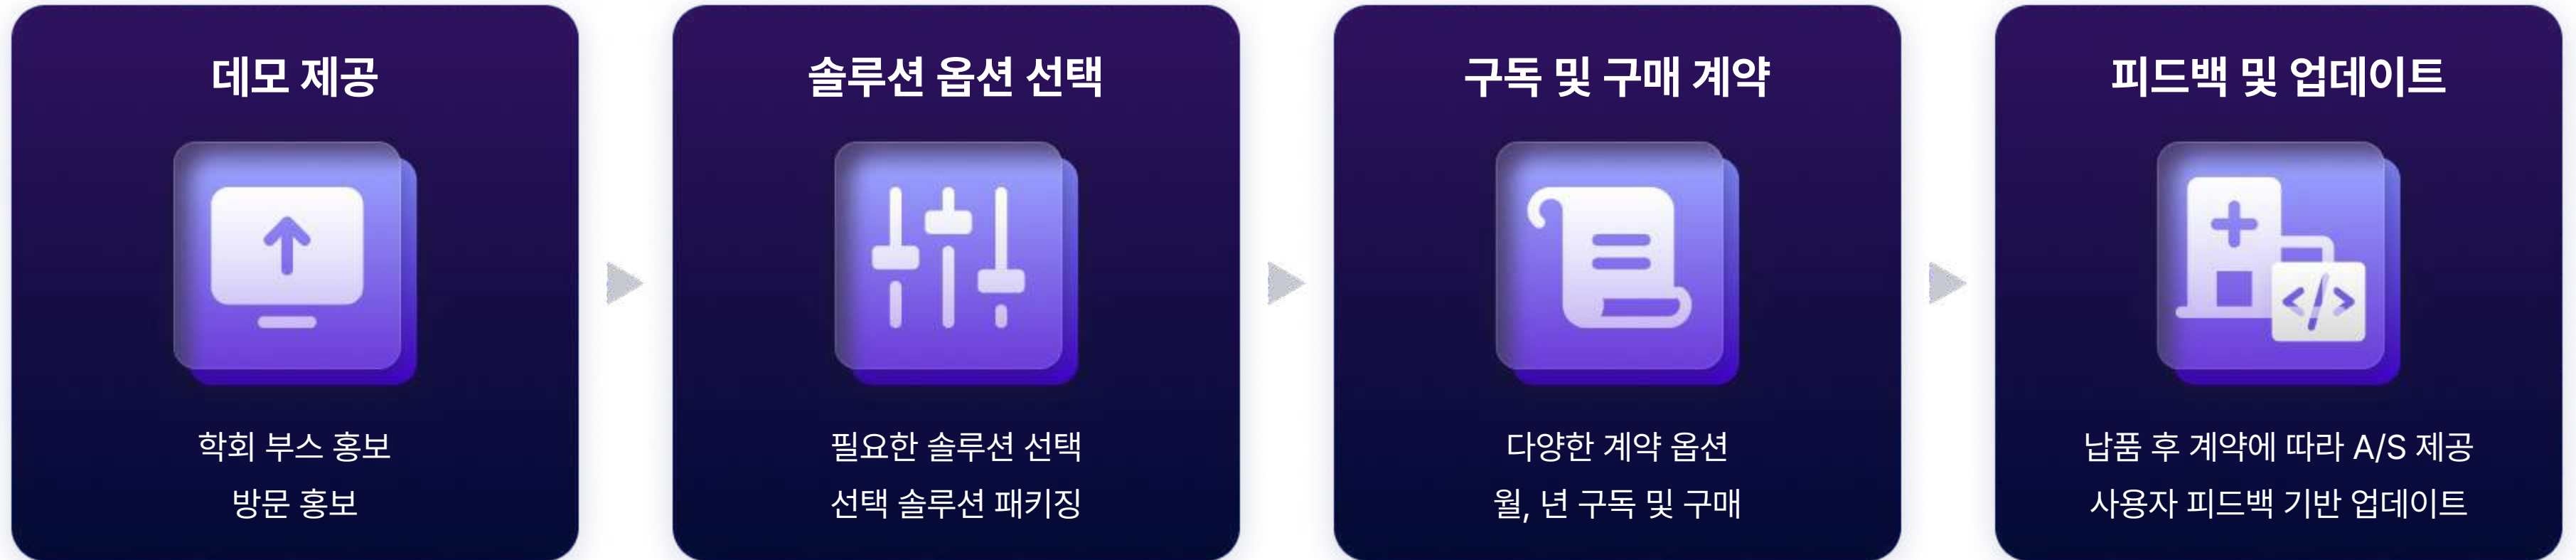 데모 제공
학회 부스 홍보
방문 홍보
솔루션 옵션 선택
필요한 솔루션 선택
선택 솔루션 패키징
구독 및 구매 계약
다양한 계약 옵션
월, 년 구독 및 구매
피드백 및 업데이트
</>
납품 후 계약에 따라 A/S 제공
사용자 피드백 기반 업데이트